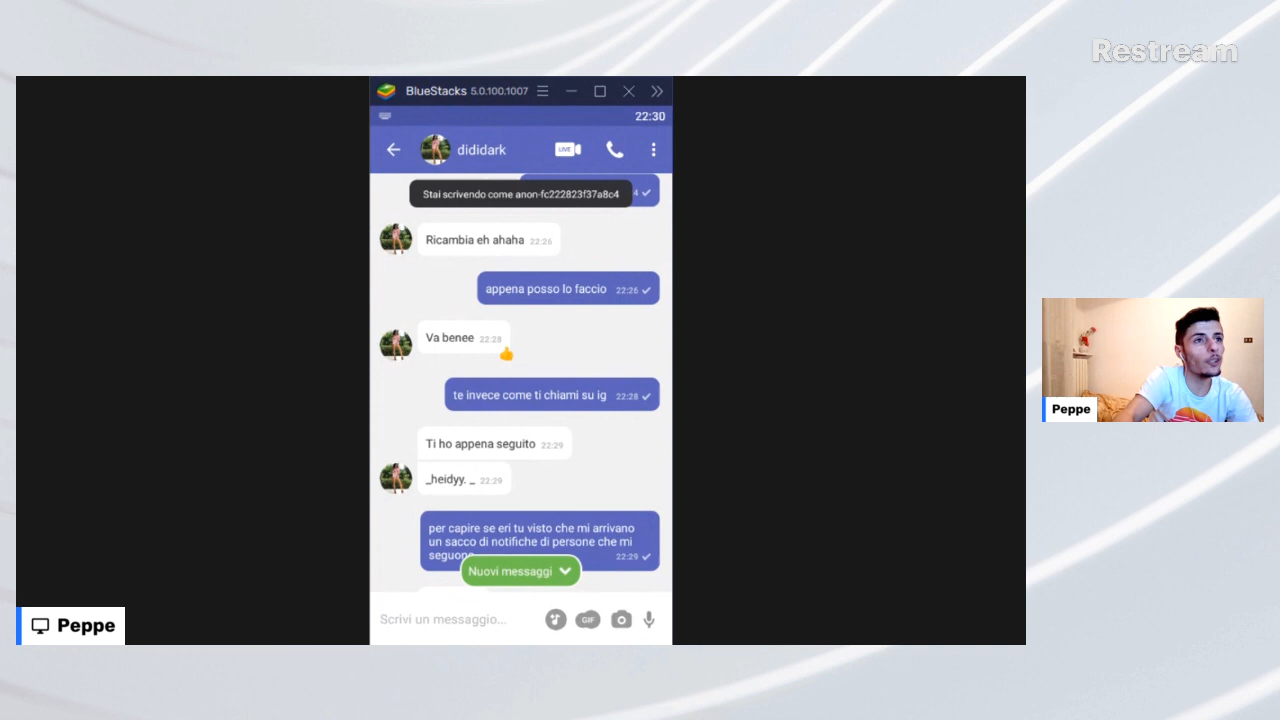 Restream
BlueStacks 5.0.100.1007
22:30
LIVE
dididark
4
Stai scrivendo come anon-fc222823f37a8c4
Ricambia eh ahaha 22:26
appena posso lo faccio 22:26
Va benee 22:28
te invece come ti chiami su ig 22:28
Ti ho appena seguito 22:29
_heidyy. _ 22:29
per capire se eri tu visto che mi arrivano
un sacco di notifiche di persone che mi
seguono 22:29
Nuovi messaggi
Scrivi un messaggio...
GIF
Peppe
Peppe